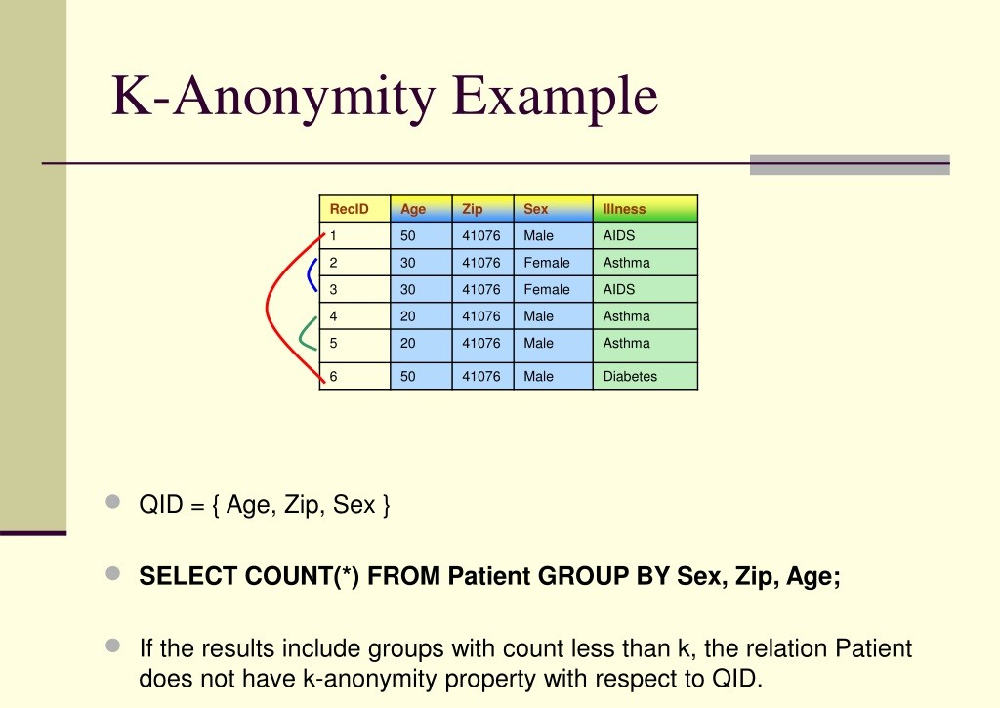 K-Anonymity Example
RecID Age Zip Sex Illness
1 50 41076 Male AIDS
2 30 41076 Female Asthma
3 30 41076 Female AIDS
4 20 41076 Male Asthma
5 20 41076 Male Asthma
6 50 41076 Male Diabetes
QID = { Age, Zip, Sex }
SELECT COUNT(*) FROM Patient GROUP BY Sex, Zip, Age;
If the results include groups with count less than k, the relation Patient
does not have k-anonymity property with respect to QID.